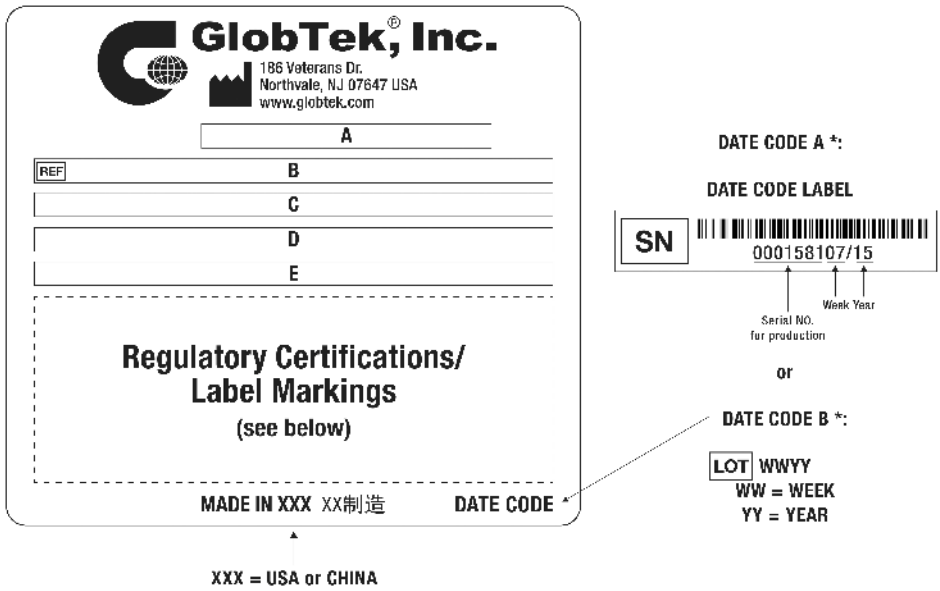 GlobTek®, Inc.
186 Veterans Dr.
Northvale, NJ 07647 USA
www.globtek.com
A
REF B
C
D
E
Regulatory Certifications/
Label Markings
(see below)
MADE IN XXX XX制造 DATE CODE
XXX = USA or CHINA
DATE CODE A *:
DATE CODE LABEL
SN
000158107/15
Week Year
Serial NO.
for production
or
DATE CODE B *:
LOT WWYY
WW = WEEK
YY = YEAR